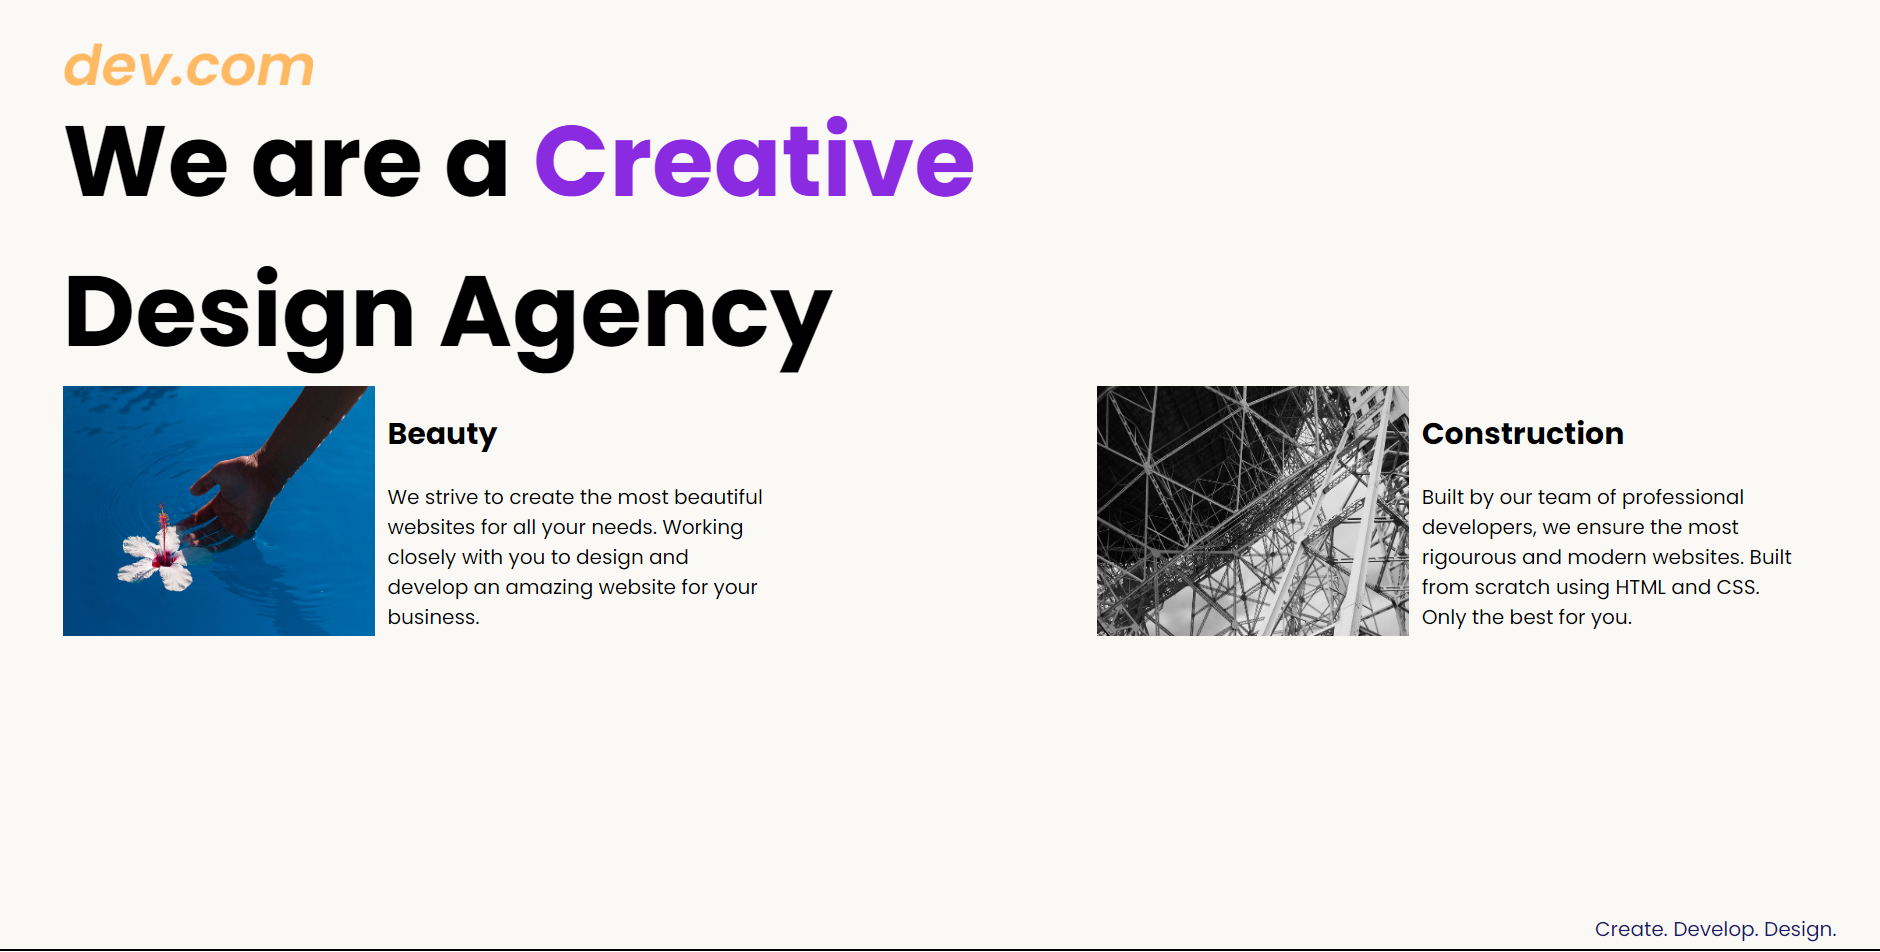 dev.com
We are a Creative
Design Agency
Beauty
We strive to create the most beautiful
websites for all your needs. Working
closely with you to design and
develop an amazing website for your
business.
Construction
Built by our team of professional
developers, we ensure the most
rigourous and modern websites. Built
from scratch using HTML and CSS.
Only the best for you.
Create. Develop. Design.